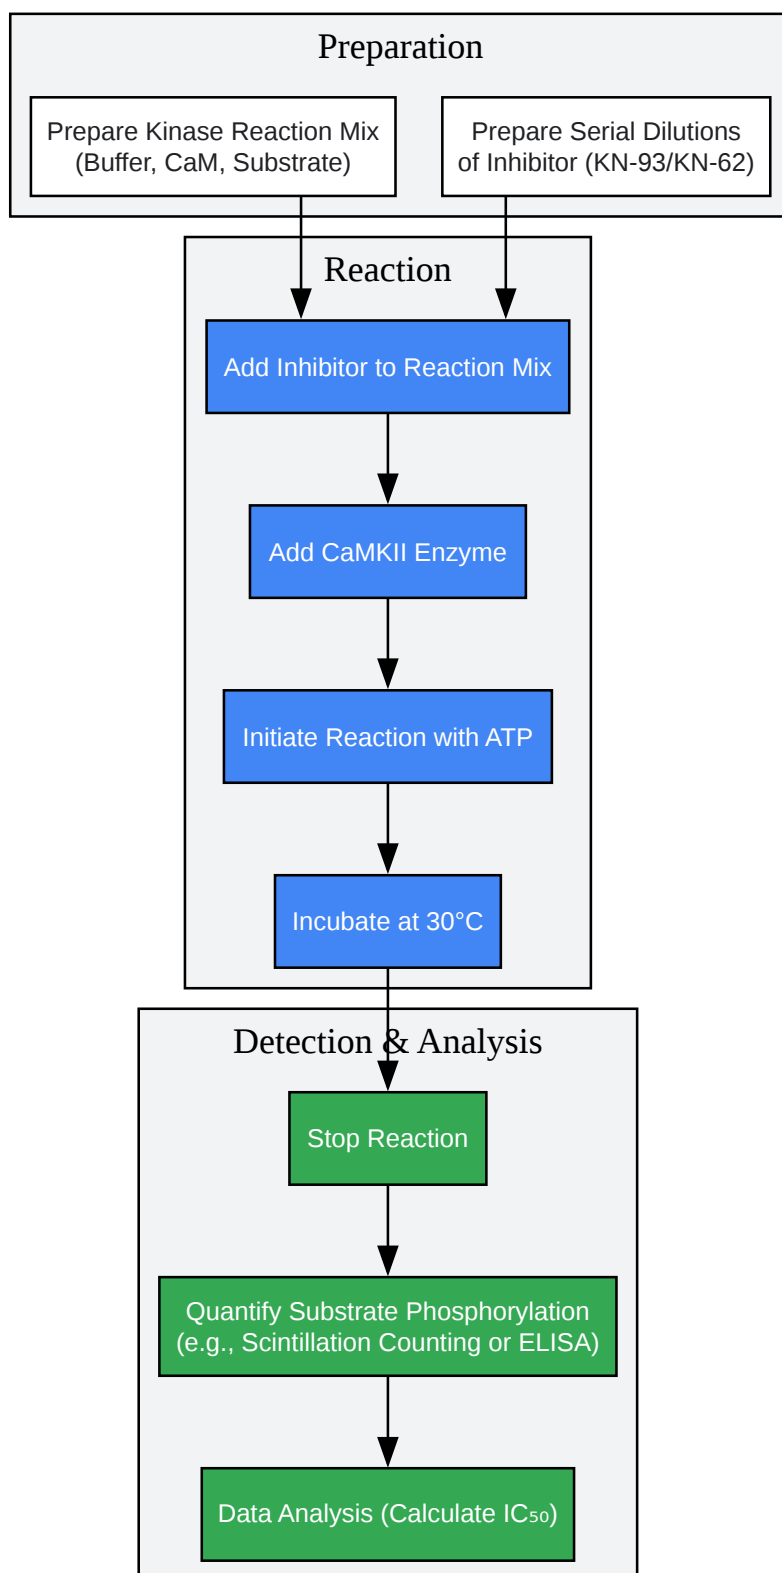 Preparation
Prepare Kinase Reaction Mix
(Buffer, CaM, Substrate)
Prepare Serial Dilutions
of Inhibitor (KN-93/KN-62)
Reaction
Add Inhibitor to Reaction Mix
Add CaMKII Enzyme
Initiate Reaction with ATP
Incubate at 30°C
Detection & Analysis
Stop Reaction
Quantify Substrate Phosphorylation
(e.g., Scintillation Counting or ELISA)
Data Analysis (Calculate IC₅₀)